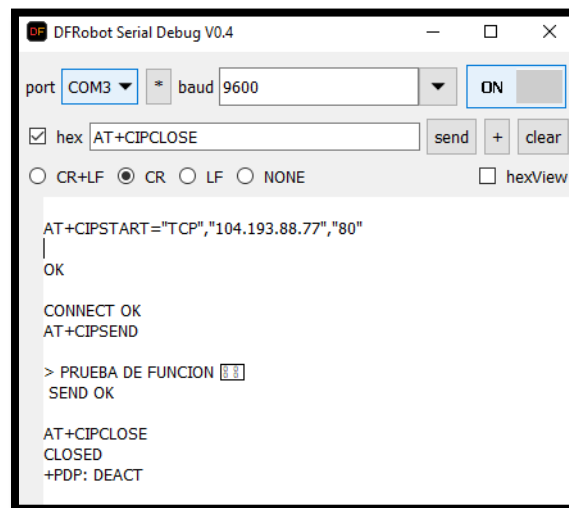 DF DFRobot Serial Debug V0.4
port COM3 * baud 9600 ON
hex AT+CIPCLOSE send + clear
CR+LF CR LF NONE hexView
AT+CIPSTART="TCP","104.193.88.77","80"
OK
CONNECT OK
AT+CIPSEND
> PRUEBA DE FUNCION
SEND OK
AT+CIPCLOSE
CLOSED
+PDP: DEACT